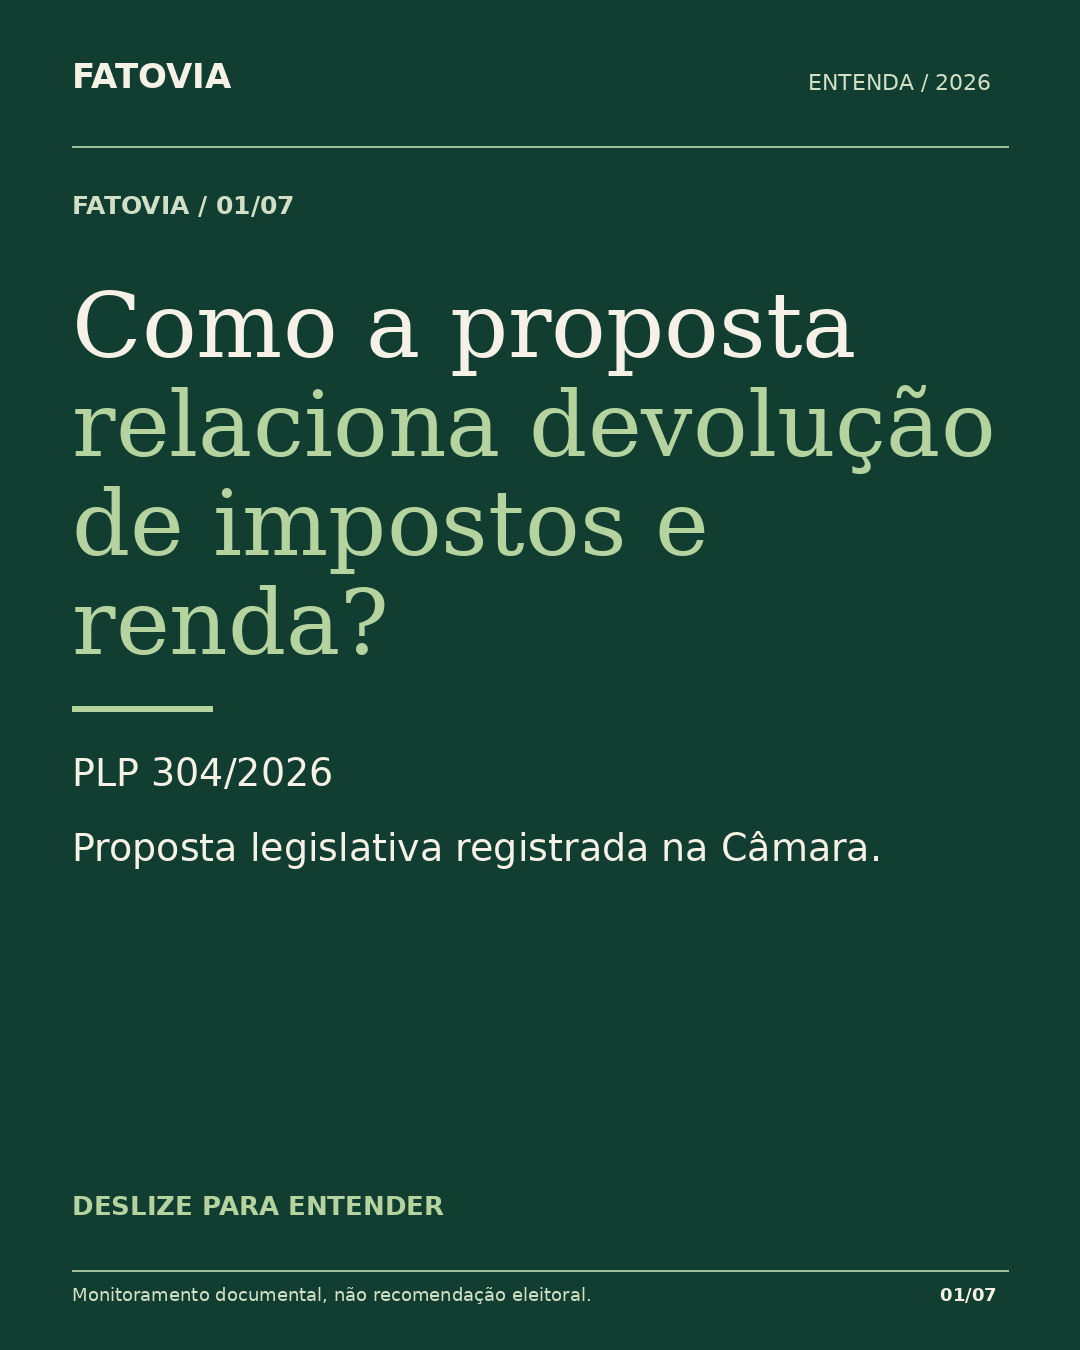 FATOVIA
ENTENDA / 2026
FATOVIA / 01/07
Como a proposta
relaciona devolução
de impostos e
renda?
PLP 304/2026
Proposta legislativa registrada na Câmara.
DESLIZE PARA ENTENDER
Monitoramento documental, não recomendação eleitoral.
01/07